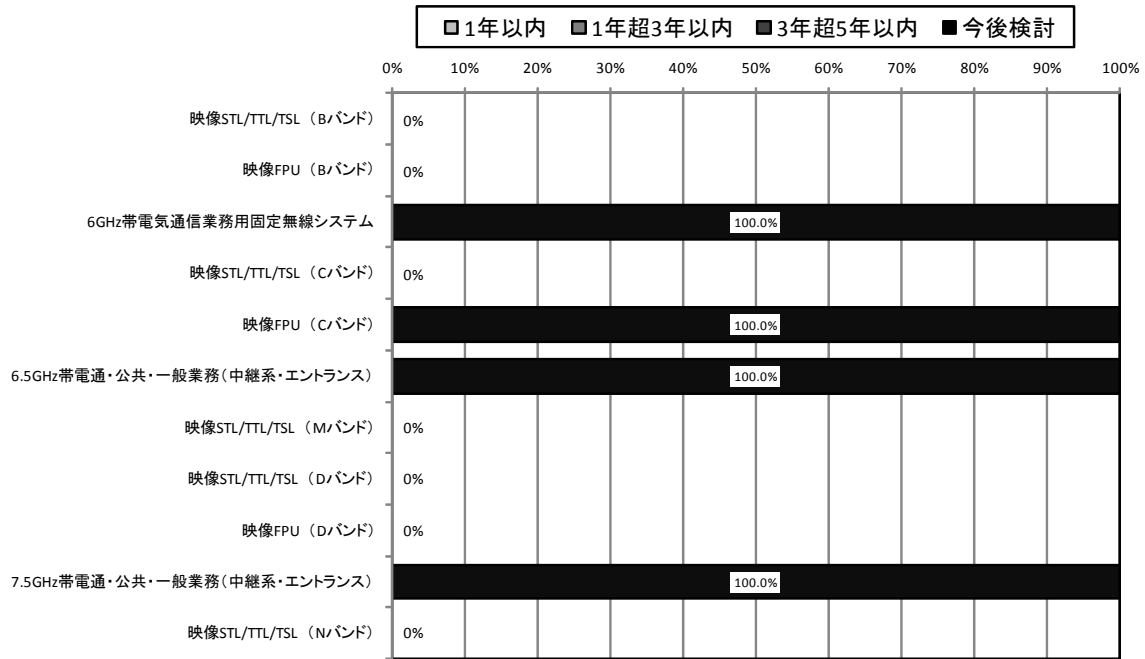 1年以内 1年超3年以内 3年超5年以内 今後検討
0% 10% 20% 30% 40% 50% 60% 70% 80% 90% 100%
映像STL/TTL/TSL（Bバンド） 0%
映像FPU（Bバンド） 0%
6GHz帯電気通信業務用固定無線システム 100.0%
映像STL/TTL/TSL（Cバンド） 0%
映像FPU（Cバンド） 100.0%
6.5GHz帯電通・公共・一般業務（中継系・エントランス） 100.0%
映像STL/TTL/TSL（Mバンド） 0%
映像STL/TTL/TSL（Dバンド） 0%
映像FPU（Dバンド） 0%
7.5GHz帯電通・公共・一般業務（中継系・エントランス） 100.0%
映像STL/TTL/TSL（Nバンド） 0%